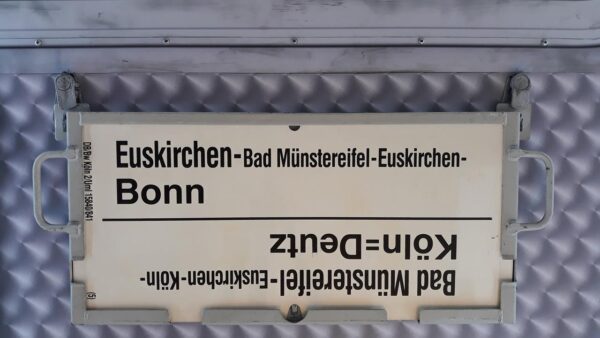 Euskirchen-Bad Münstereifel-Euskirchen-
Bonn
Bad Münstereifel-Euskirchen-Köln-
Köln=Deutz